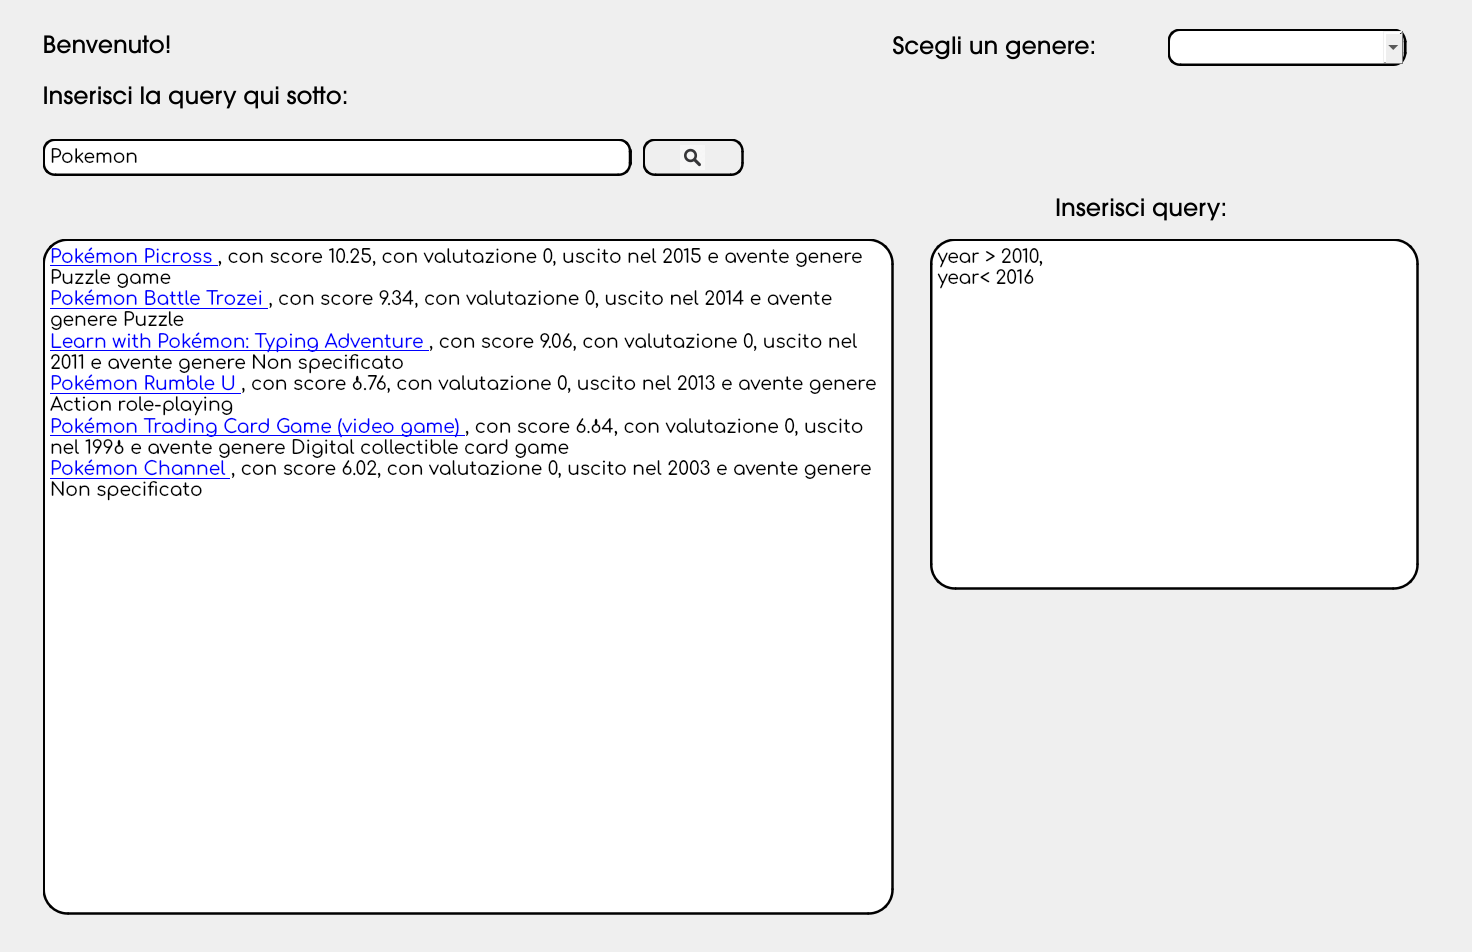 Benvenuto!
Scegli un genere:
Inserisci la query qui sotto:
Pokemon
Inserisci query:
Pokémon Picross , con score 10.25, con valutazione 0, uscito nel 2015 e avente genere
Puzzle game
Pokémon Battle Trozei , con score 9.34, con valutazione 0, uscito nel 2014 e avente
genere Puzzle
Learn with Pokémon: Typing Adventure , con score 9.06, con valutazione 0, uscito nel
2011 e avente genere Non specificato
Pokémon Rumble U , con score 8.76, con valutazione 0, uscito nel 2013 e avente genere
Action role-playing
Pokémon Trading Card Game (video game) , con score 6.84, con valutazione 0, uscito
nel 1998 e avente genere Digital collectible card game
Pokémon Channel , con score 6.02, con valutazione 0, uscito nel 2003 e avente genere
Non specificato
year > 2010,
year< 2016